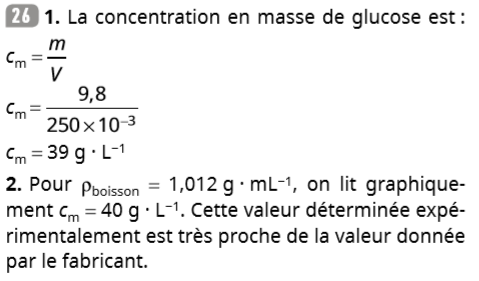 26 1. La concentration en masse de glucose est :
cm = m/V
cm = 9,8/250 × 10⁻³
cm = 39 g · L⁻¹
2. Pour ρboisson = 1,012 g · mL⁻¹, on lit graphique-
ment cm = 40 g · L⁻¹. Cette valeur déterminée expé-
rimentalement est très proche de la valeur donnée
par le fabricant.